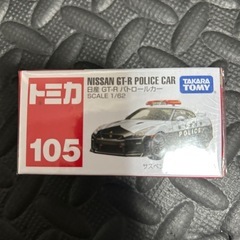 トミカ
105
NISSAN GT-R POLICE CAR
日産 GT-R パトロールカー
SCALE 1/62
TAKARA
TOMY
POLICE